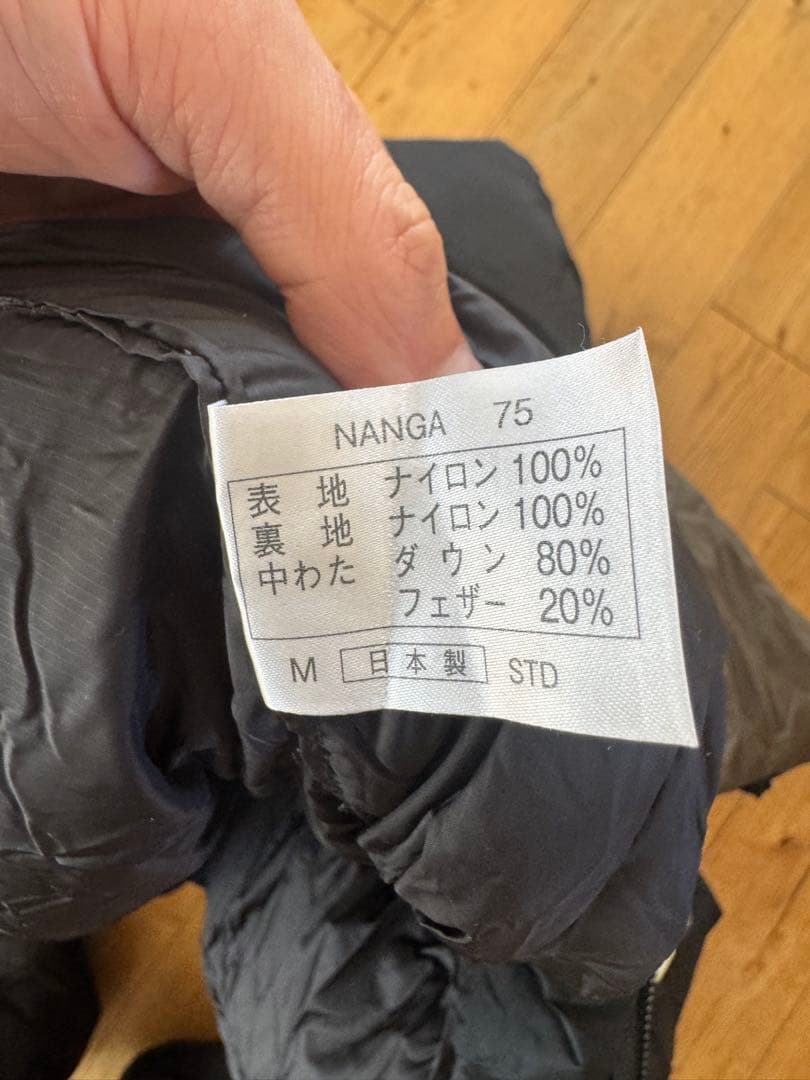 NANGA 75
表地 ナイロン 100%
裏地 ナイロン 100%
中わた ダウン 80%
フェザー 20%
M 日本製 STD